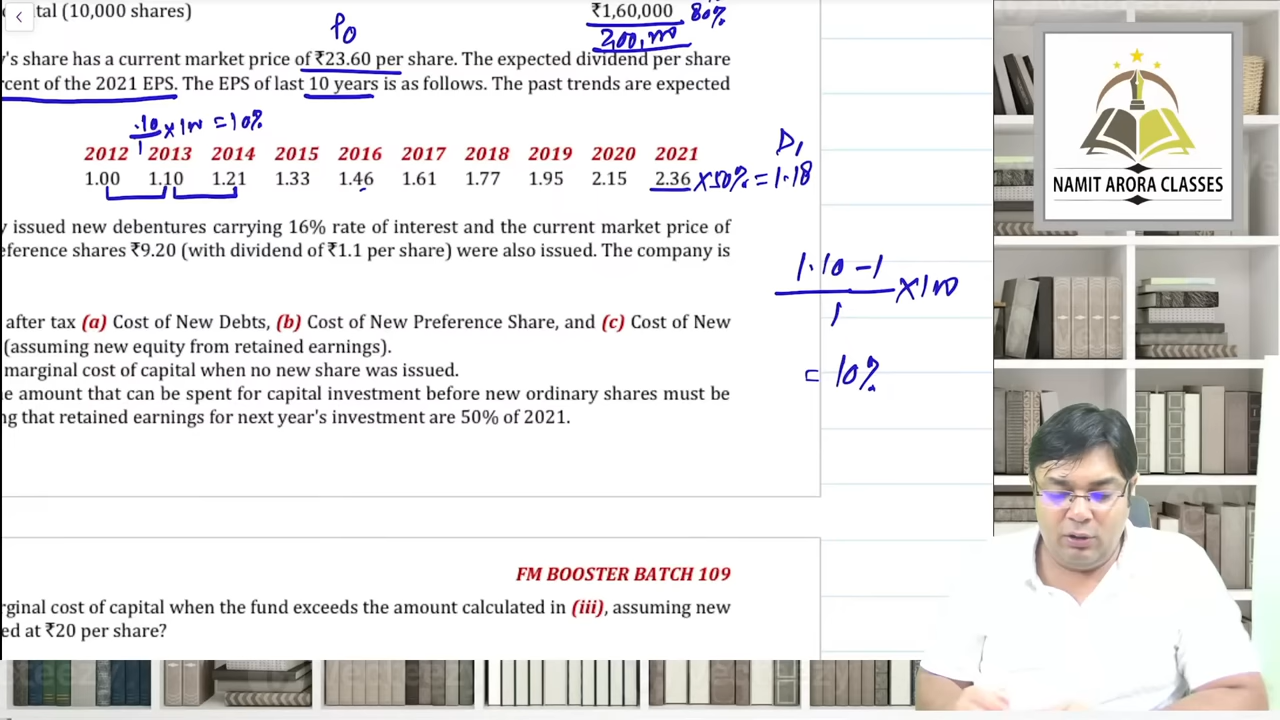 tal (10,000 shares) ₹1,60,000 80%
P0 200,000
's share has a current market price of ₹23.60 per share. The expected dividend per share
cent of the 2021 EPS. The EPS of last 10 years is as follows. The past trends are expected
.10/1 × 100 = 10%
2012 2013 2014 2015 2016 2017 2018 2019 2020 2021 D1
1.00 1.10 1.21 1.33 1.46 1.61 1.77 1.95 2.15 2.36 ×50% = 1.18
NAMIT ARORA CLASSES
issued new debentures carrying 16% rate of interest and the current market price of
eference shares ₹9.20 (with dividend of ₹1.1 per share) were also issued. The company is
1.10 - 1
/1 × 100
= 10%
after tax (a) Cost of New Debts, (b) Cost of New Preference Share, and (c) Cost of New
(assuming new equity from retained earnings).
marginal cost of capital when no new share was issued.
e amount that can be spent for capital investment before new ordinary shares must be
ng that retained earnings for next year's investment are 50% of 2021.
FM BOOSTER BATCH 109
rginal cost of capital when the fund exceeds the amount calculated in (iii), assuming new
ed at ₹20 per share?